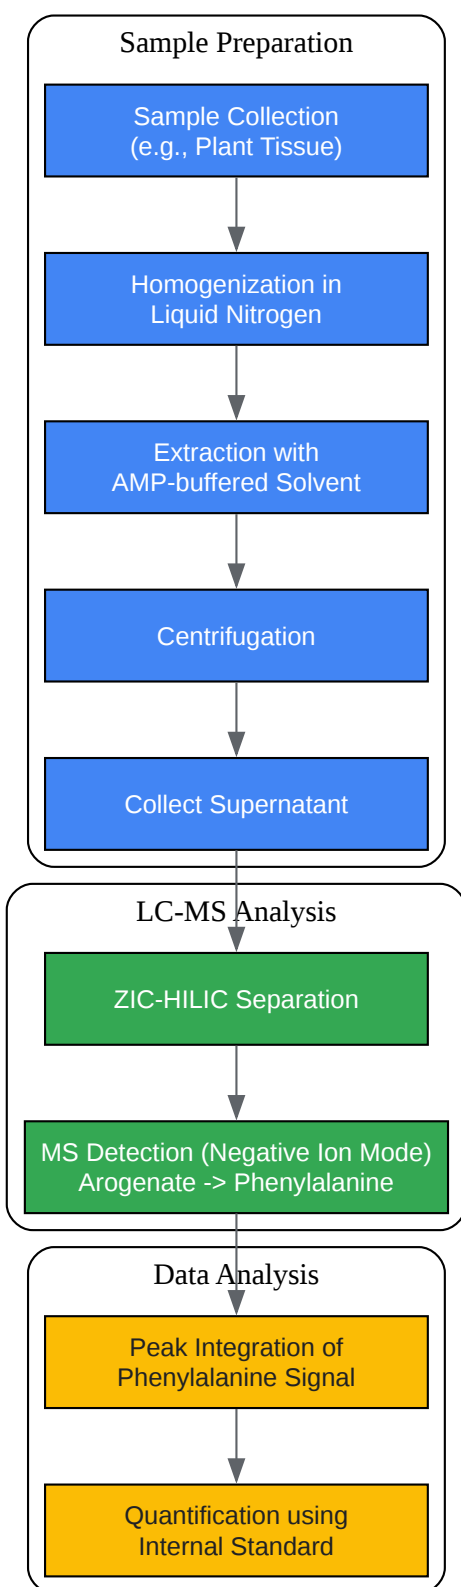 Sample Preparation
Sample Collection
(e.g., Plant Tissue)
Homogenization in
Liquid Nitrogen
Extraction with
AMP-buffered Solvent
Centrifugation
Collect Supernatant
LC-MS Analysis
ZIC-HILIC Separation
MS Detection (Negative Ion Mode)
Arogenate -> Phenylalanine
Data Analysis
Peak Integration of
Phenylalanine Signal
Quantification using
Internal Standard